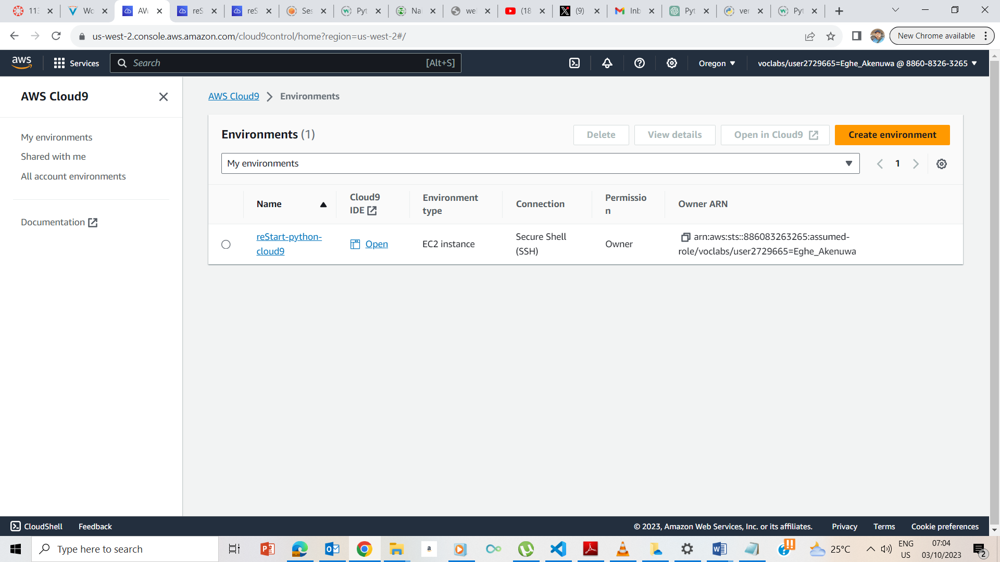 113
Wo
AW
reS
reS
Ses
Pyt
Na
wel
(18
(9)
Inb
Pyt
ver
Pyt
us-west-2.console.aws.amazon.com/cloud9control/home?region=us-west-2#/
New Chrome available
aws
Services
Search
[Alt+S]
Oregon
voclabs/user2729665=Eghe_Akenuwa @ 8860-8326-3265
AWS Cloud9
My environments
Shared with me
All account environments
Documentation
AWS Cloud9 > Environments
Environments (1)
Delete
View details
Open in Cloud9
Create environment
My environments
1
Name
Cloud9
IDE
Environment
type
Connection
Permissio
n
Owner ARN
reStart-python-
cloud9
Open
EC2 instance
Secure Shell
(SSH)
Owner
arn:aws:sts::886083263265:assumed-
role/voclabs/user2729665=Eghe_Akenuwa
CloudShell
Feedback
© 2023, Amazon Web Services, Inc. or its affiliates.
Privacy
Terms
Cookie preferences
Type here to search
a
25°C
ENG
US
07:04
03/10/2023
2